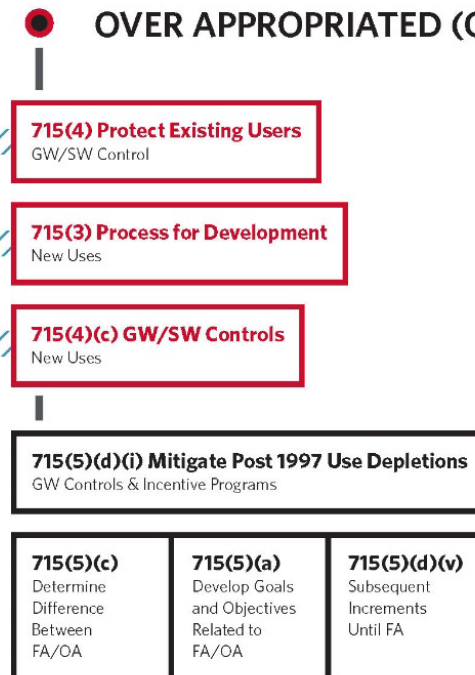 OVER APPROPRIATED (
715(4) Protect Existing Users
GW/SW Control
715(3) Process for Development
New Uses
715(4)(c) GW/SW Controls
New Uses
715(5)(d)(i) Mitigate Post 1997 Use Depletions
GW Controls & Incentive Programs
715(5)(c)
Determine
Difference
Between
FA/OA
715(5)(a)
Develop Goals
and Objectives
Related to
FA/OA
715(5)(d)(v)
Subsequent
Increments
Until FA